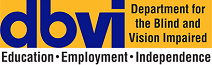 dbvi
Department for
the Blind and
Vision Impaired
Education • Employment • Independence